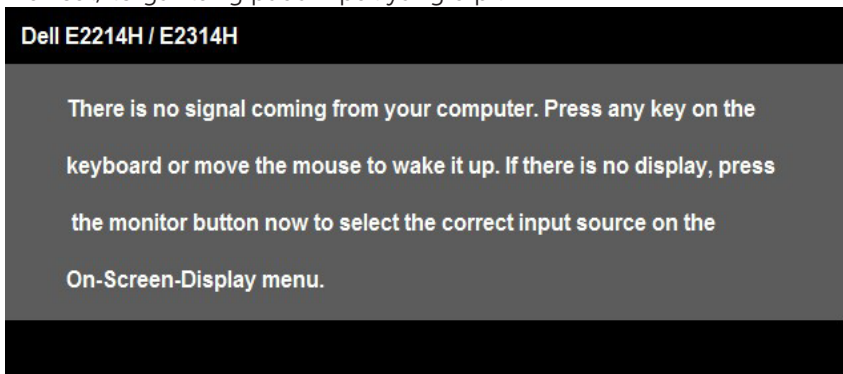 Dell E2214H / E2314H
There is no signal coming from your computer. Press any key on the
keyboard or move the mouse to wake it up. If there is no display, press
the monitor button now to select the correct input source on the
On-Screen-Display menu.